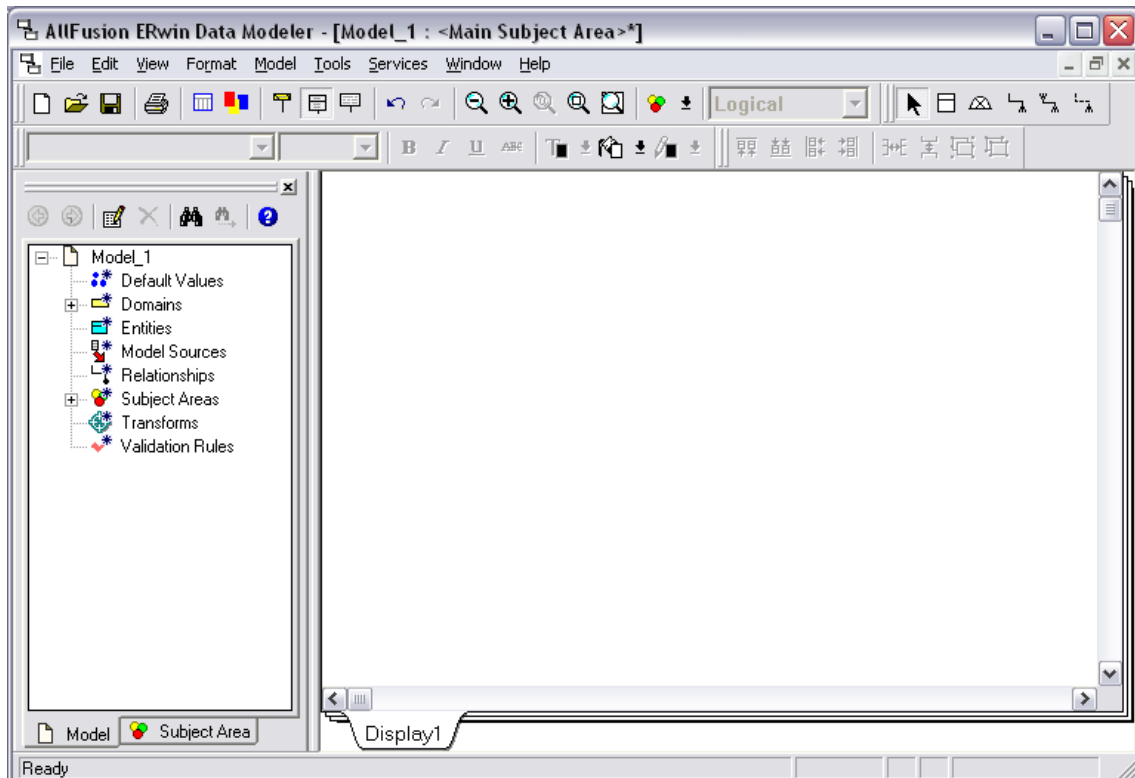 AllFusion ERwin Data Modeler - [Model_1 : <Main Subject Area>*]
File Edit View Format Model Tools Services Window Help
Logical
B I U ABC T
Model_1
Default Values
Domains
Entities
Model Sources
Relationships
Subject Areas
Transforms
Validation Rules
Model Subject Area
Display1
Ready